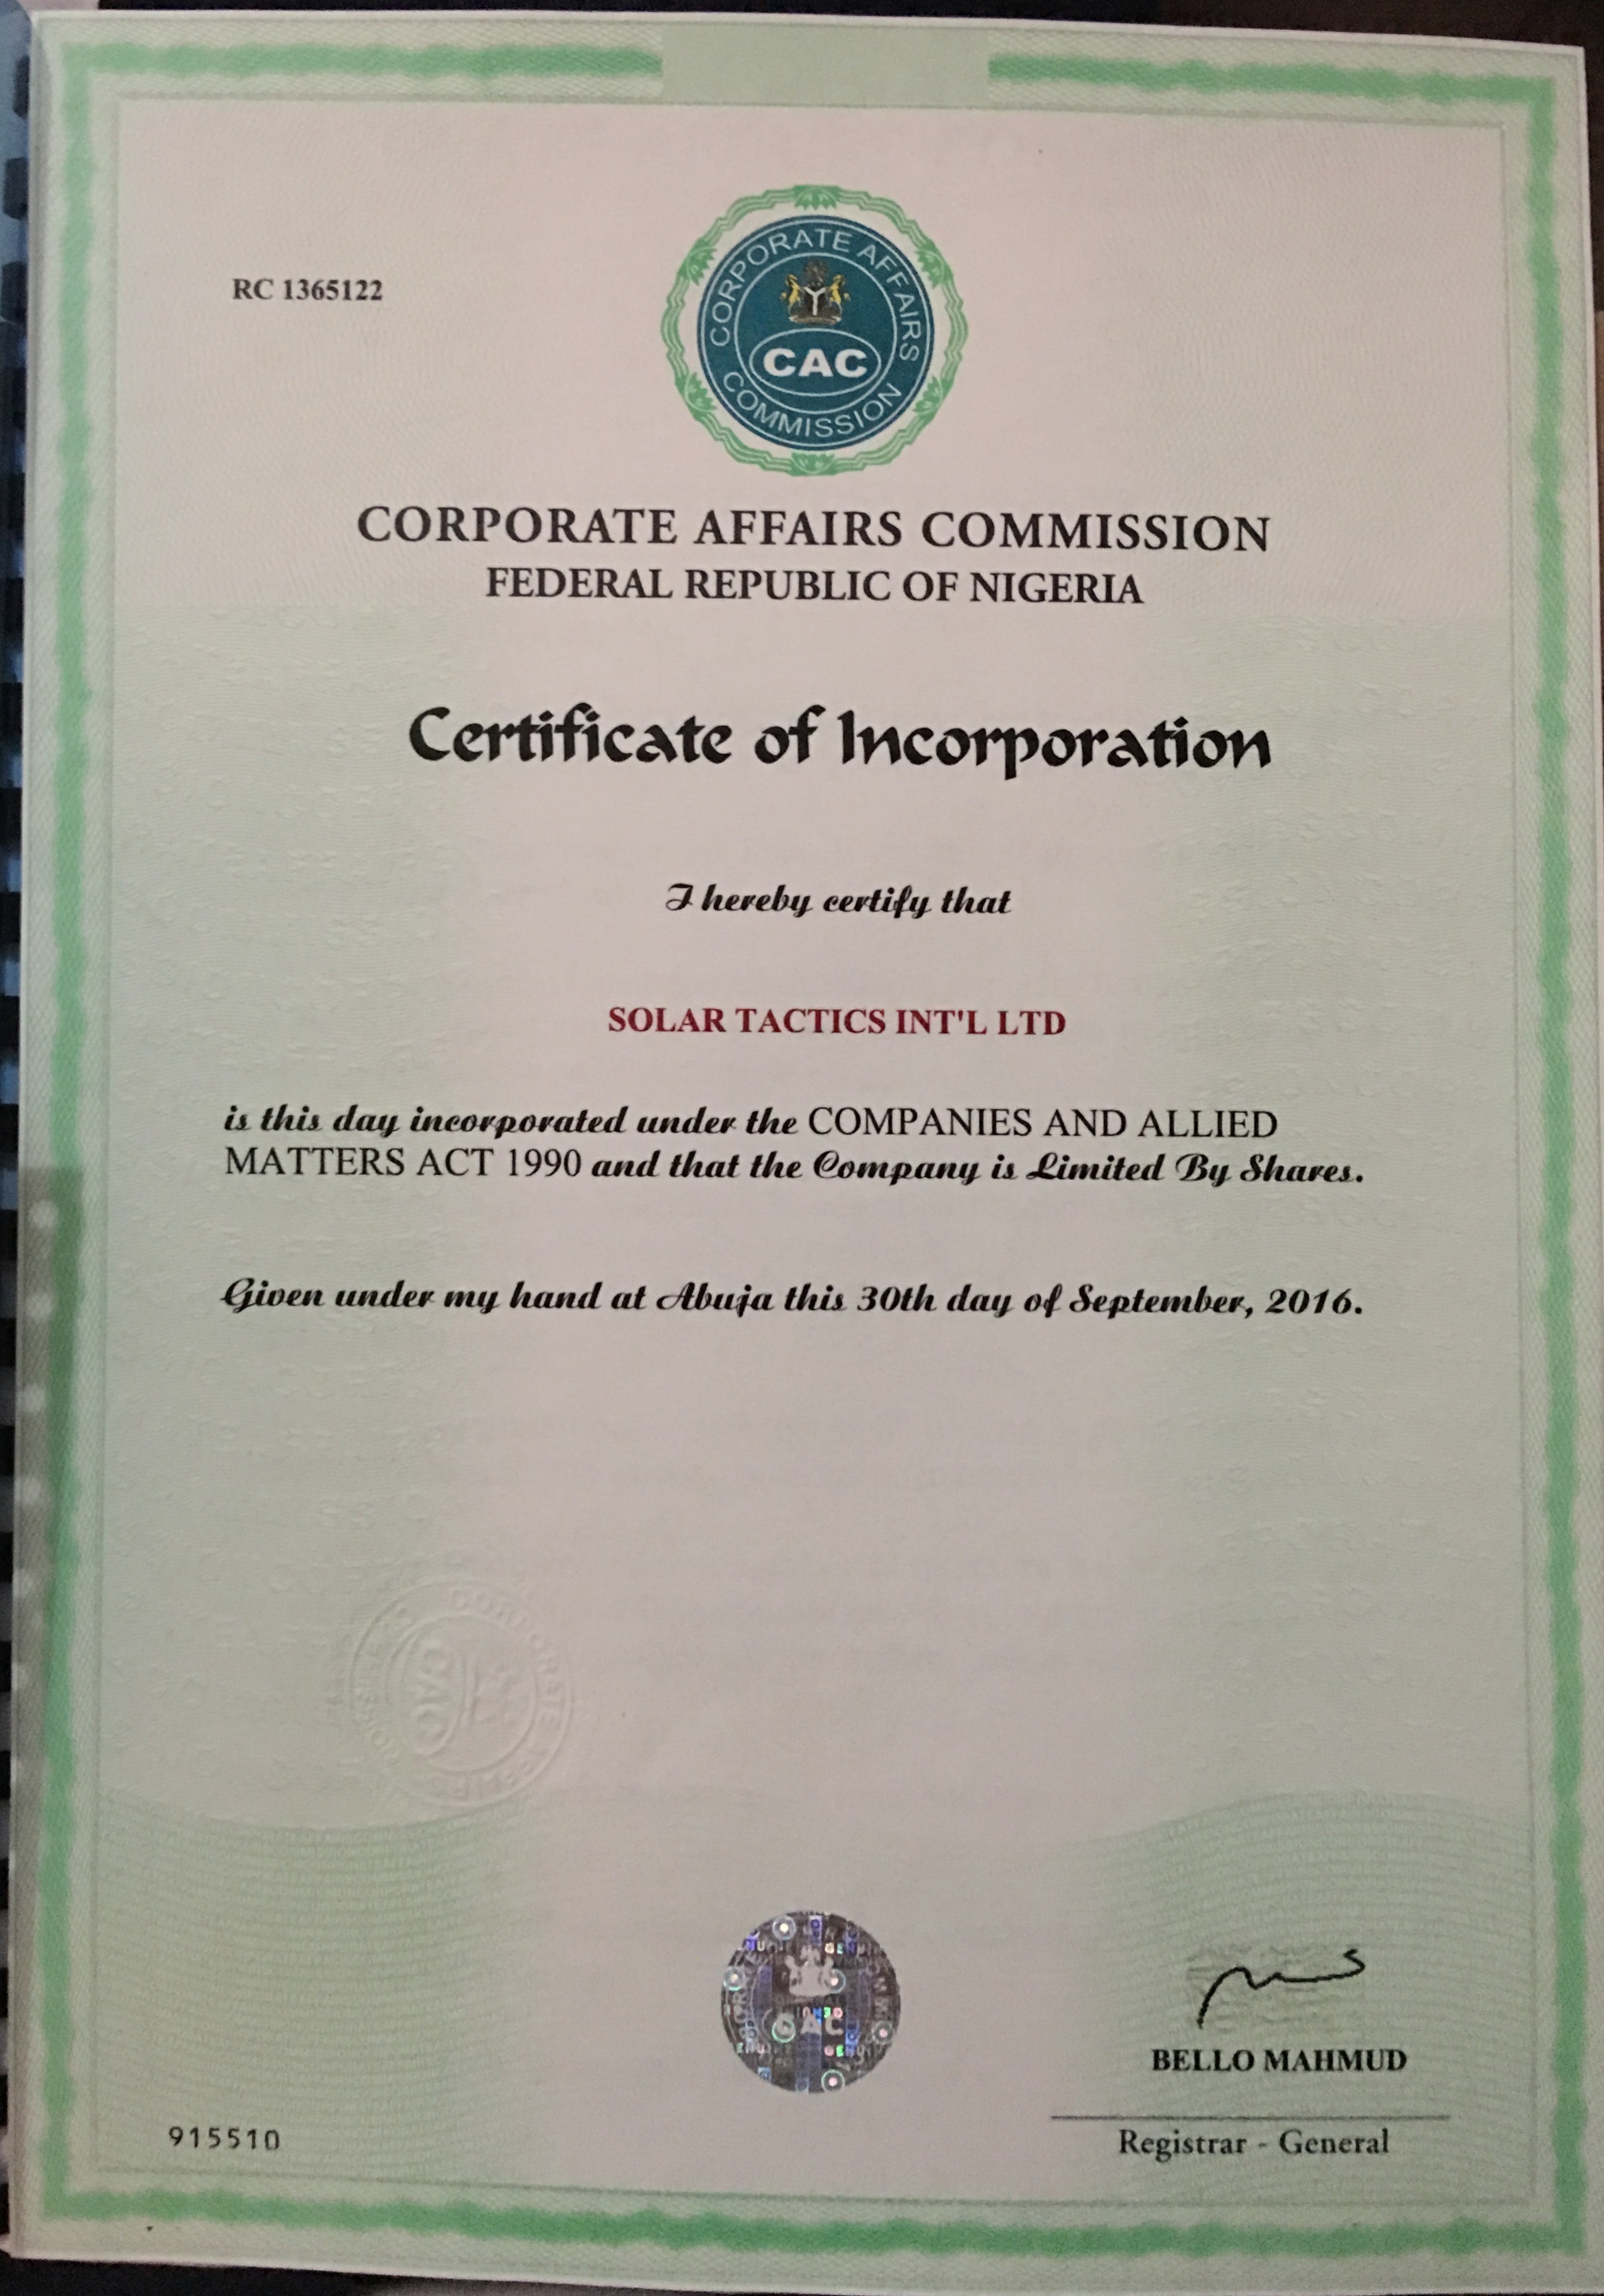 RC 1365122
CORPORATE AFFAIRS COMMISSION
CAC
CORPORATE AFFAIRS COMMISSION
FEDERAL REPUBLIC OF NIGERIA
Certificate of Incorporation
I hereby certify that
SOLAR TACTICS INT'L LTD
is this day incorporated under the COMPANIES AND ALLIED
MATTERS ACT 1990 and that the Company is Limited By Shares.
Given under my hand at Abuja this 30th day of September, 2016.
CORPORATE
CAC
CAC
BELLO MAHMUD
Registrar - General
915510